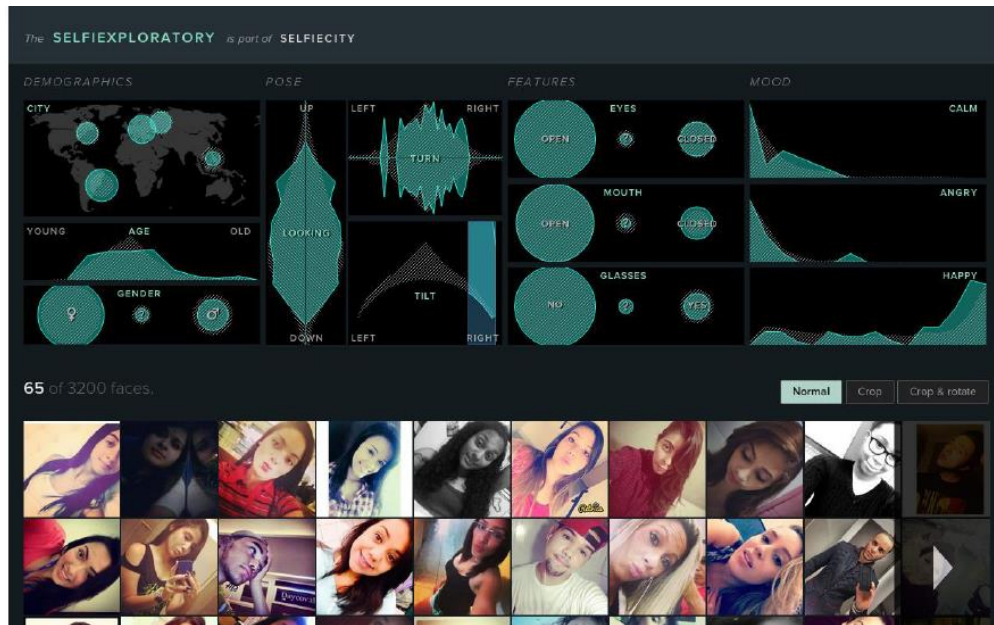 The SELFIEXPLORATORY is part of SELFIECITY
DEMOGRAPHICS
POSE
FEATURES
MOOD
CITY
UP
LEFT
RIGHT
TURN
EYES
OPEN
?
CLOSED
CALM
MOUTH
OPEN
?
CLOSED
ANGRY
YOUNG
AGE
OLD
LOOKING
TILT
GLASSES
NO
?
YES
HAPPY
GENDER
♀
?
♂
DOWN
LEFT
RIGHT
65 of 3200 faces.
Normal
Crop
Crop & rotate